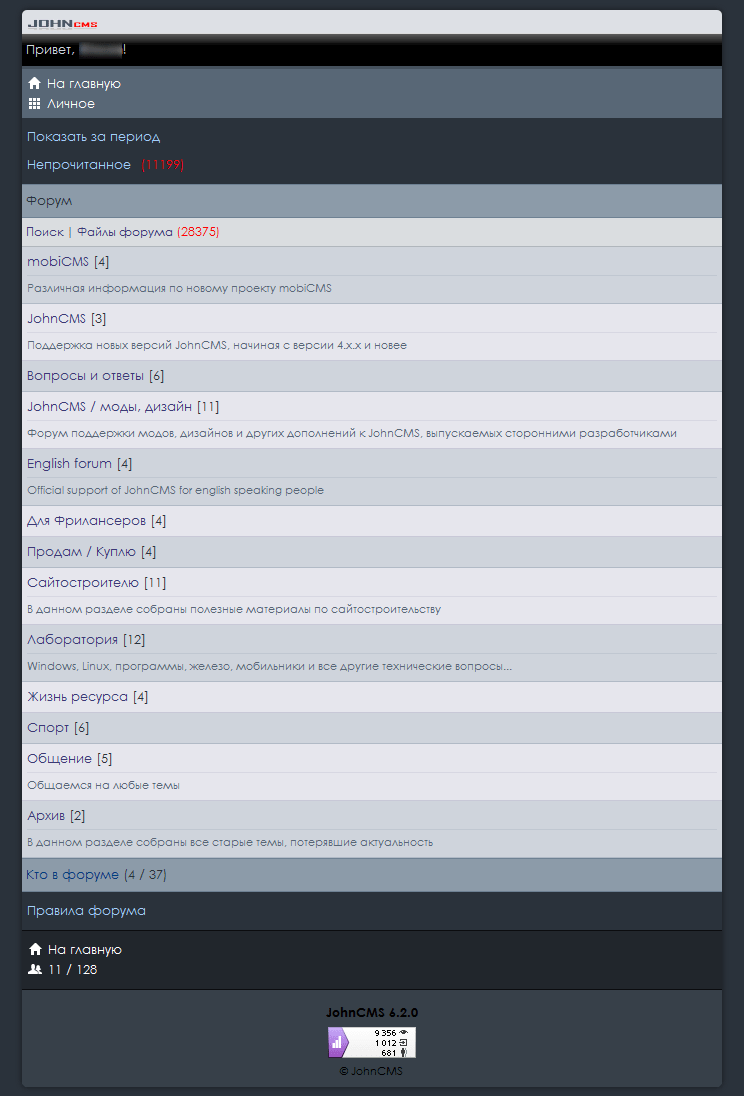 JOHNCMS
Привет, !
На главную
Личное
Показать за период
Непрочитанное (11199)
Форум
Поиск | Файлы форума (28375)
mobiCMS [4]
Различная информация по новому проекту mobiCMS
JohnCMS [3]
Поддержка новых версий JohnCMS, начиная с версии 4.x.x и новее
Вопросы и ответы [6]
JohnCMS / моды, дизайн [11]
Форум поддержки модов, дизайнов и других дополнений к JohnCMS, выпускаемых сторонними разработчиками
English forum [4]
Official support of JohnCMS for english speaking people
Для Фрилансеров [4]
Продам / Куплю [4]
Сайтостроителю [11]
В данном разделе собраны полезные материалы по сайтостроительству
Лаборатория [12]
Windows, Linux, программы, железо, мобильники и все другие технические вопросы...
Жизнь ресурса [4]
Спорт [6]
Общение [5]
Общаемся на любые темы
Архив [2]
В данном разделе собраны все старые темы, потерявшие актуальность
Кто в форуме (4 / 37)
Правила форума
На главную
11 / 128
JohnCMS 6.2.0
9 356
1 012
681
© JohnCMS